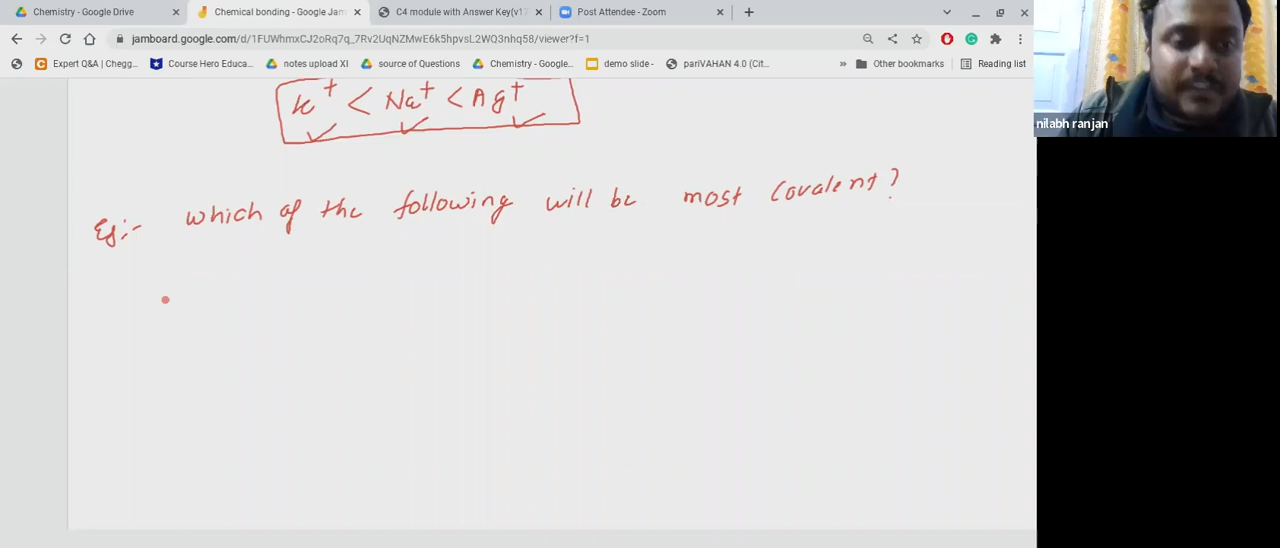 Chemistry - Google Drive
Chemical bonding - Google Jam
C4 module with Answer Key(v17
Post Attendee - Zoom
jamboard.google.com/d/1FUWhmxCJ2oRq7q_7Rv2UqNZMwE6k5hpvsL2WQ3nhq58/viewer?f=1
Expert Q&A | Chegg...
Course Hero Educa...
notes upload XI
source of Questions
Chemistry - Google...
demo slide -
pariVAHAN 4.0 (Cit...
»
Other bookmarks
Reading list
K+ < Na+ < Ag+
nilabh ranjan
Eg:- which of the following will be most covalent?